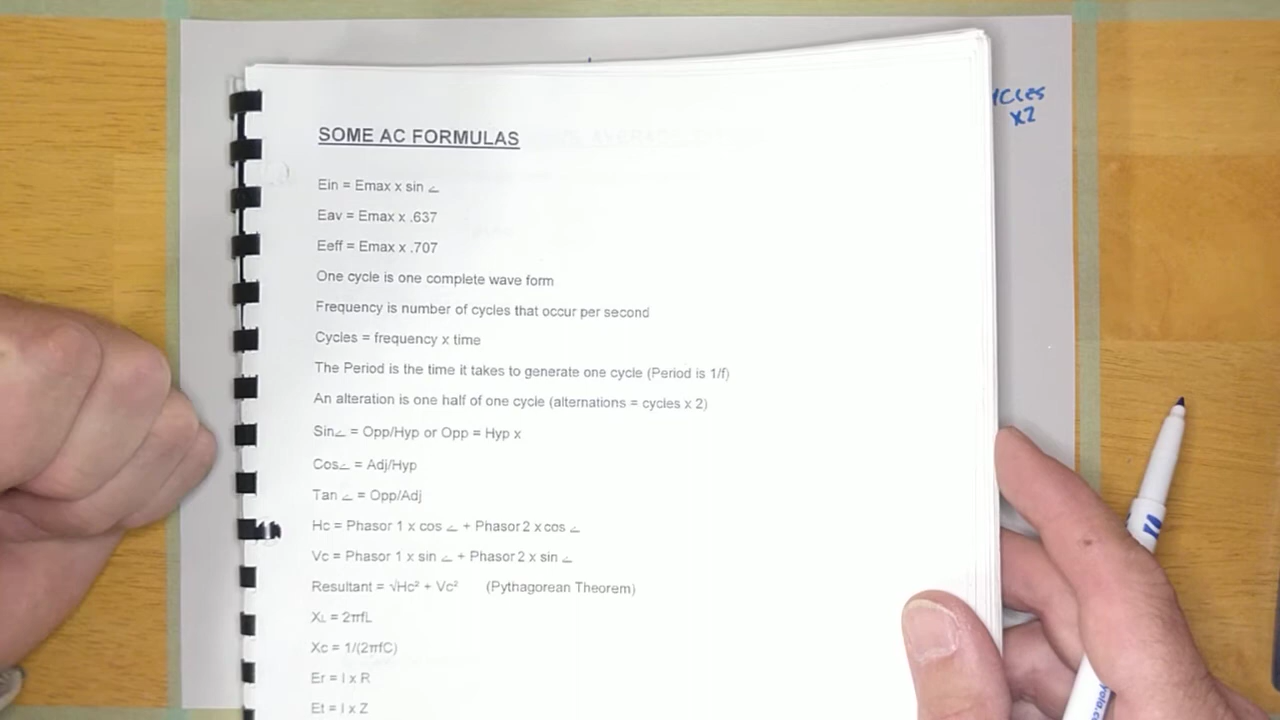 YCLES
X2
SOME AC FORMULAS
Ein = Emax x sin ∠
Eav = Emax x .637
Eeff = Emax x .707
One cycle is one complete wave form
Frequency is number of cycles that occur per second
Cycles = frequency x time
The Period is the time it takes to generate one cycle (Period is 1/f)
An alteration is one half of one cycle (alternations = cycles x 2)
Sin∠ = Opp/Hyp or Opp = Hyp x
Cos∠ = Adj/Hyp
Tan ∠ = Opp/Adj
Hc = Phasor 1 x cos ∠ + Phasor 2 x cos ∠
Vc = Phasor 1 x sin ∠ + Phasor 2 x sin ∠
Resultant = √Hc² + Vc² (Pythagorean Theorem)
XL = 2πfL
Xc = 1/(2πfC)
Er = I x R
Et = I x Z